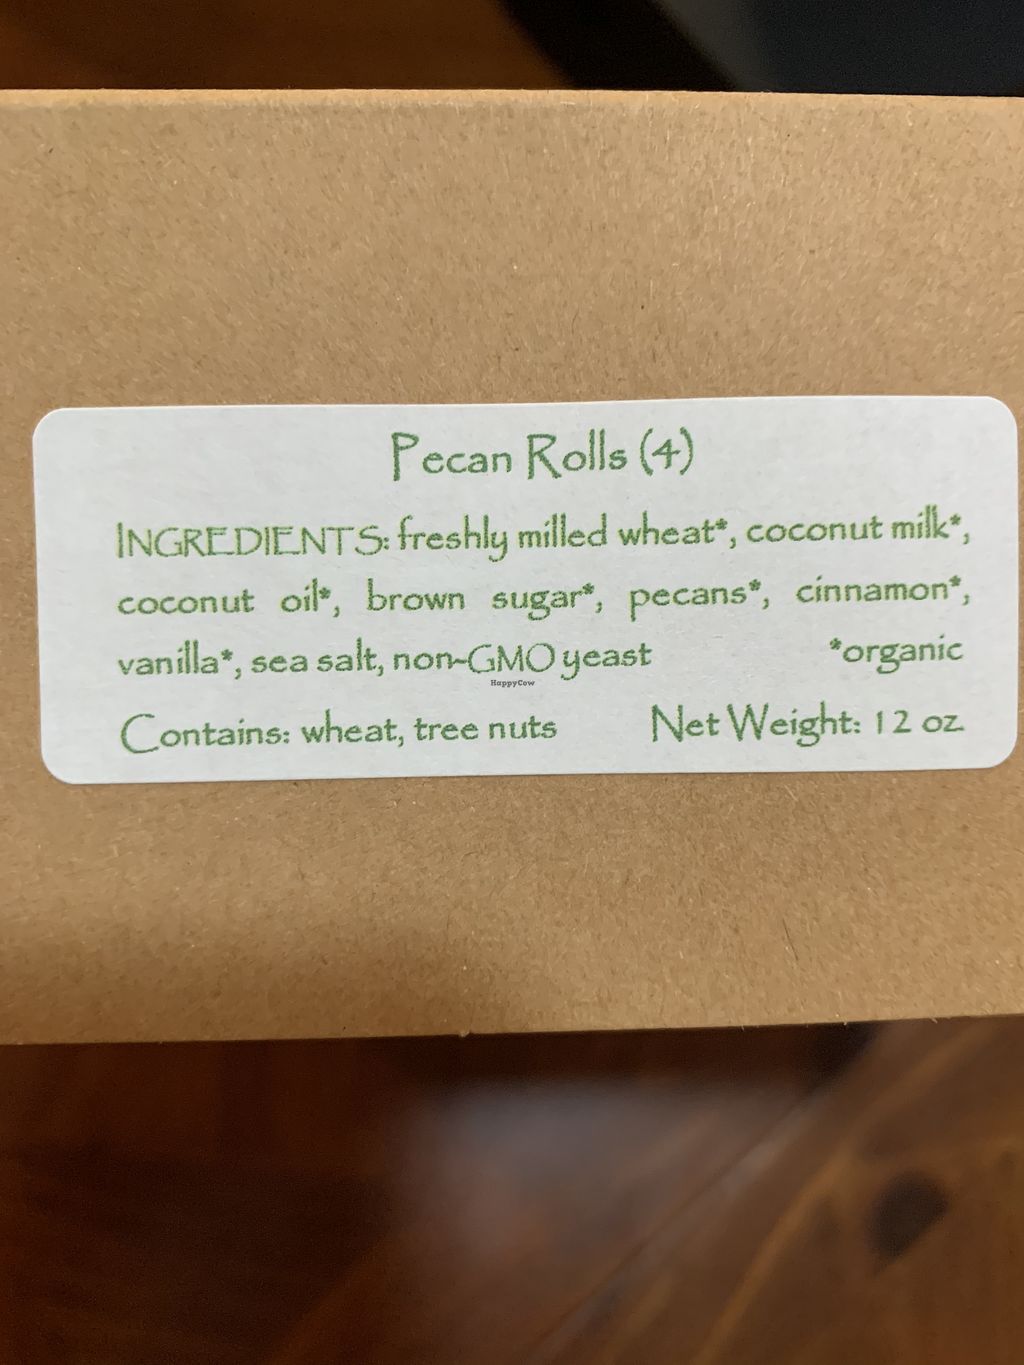 Pecan Rolls (4)
INGREDIENTS: freshly milled wheat*, coconut milk*,
coconut oil*, brown sugar*, pecans*, cinnamon*,
vanilla*, sea salt, non-GMO yeast *organic
HappyCow
Contains: wheat, tree nuts Net Weight: 12 oz